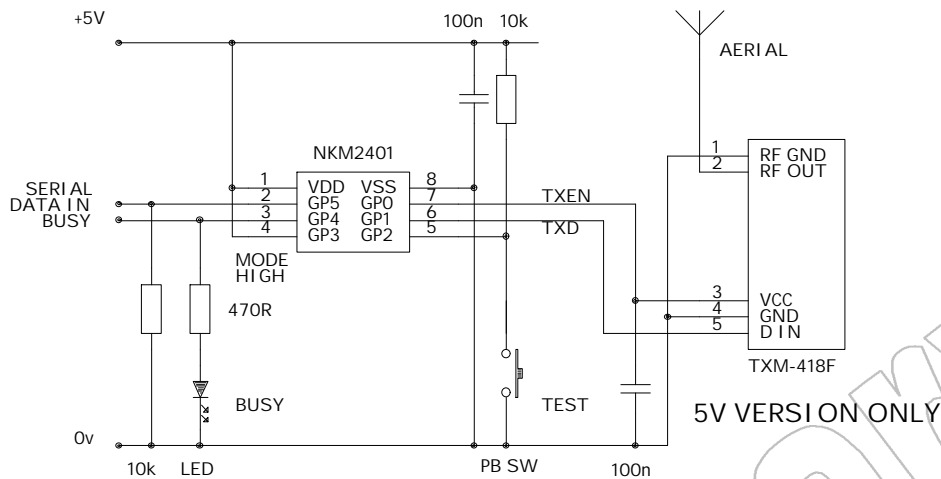 +5V
100n 10k
AERIAL
NKM2401
1 VDD VSS 8
2 GP5 GP0 7
3 GP4 GP1 6
4 GP3 GP2 5
SERIAL
DATA IN
BUSY
TXEN
TXD
1 RF GND
2 RF OUT
MODE
HIGH
470R
3 VCC
4 GND
5 D IN
TXM-418F
BUSY
TEST
5V VERSION ONLY
0v
10k LED PB SW 100n